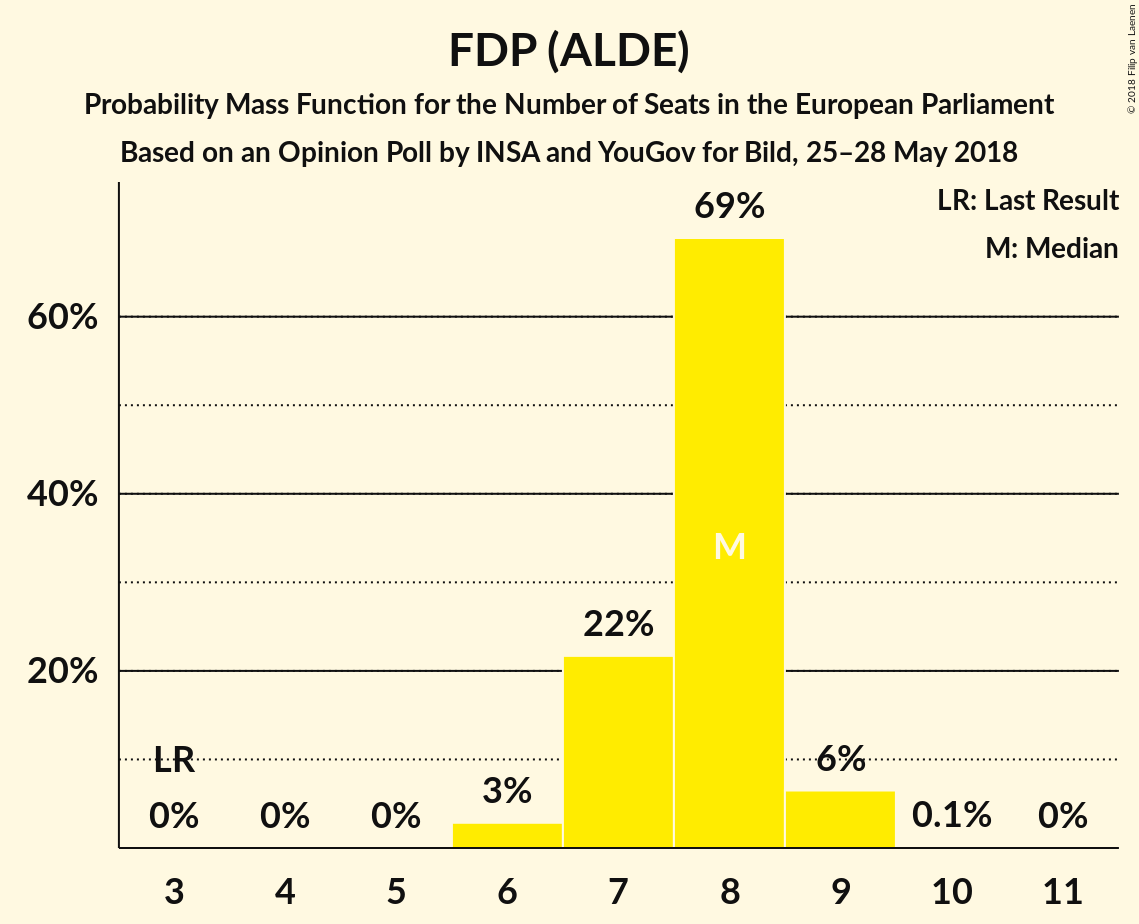 FDP (ALDE)
Probability Mass Function for the Number of Seats in the European Parliament
Based on an Opinion Poll by INSA and YouGov for Bild, 25–28 May 2018
© 2018 Filip van Laenen
LR: Last Result
M: Median
69%
60%
40%
M
22%
20%
LR
6%
3%
0%
0%
0%
0.1%
0%
3
4
5
6
7
8
9
10
11